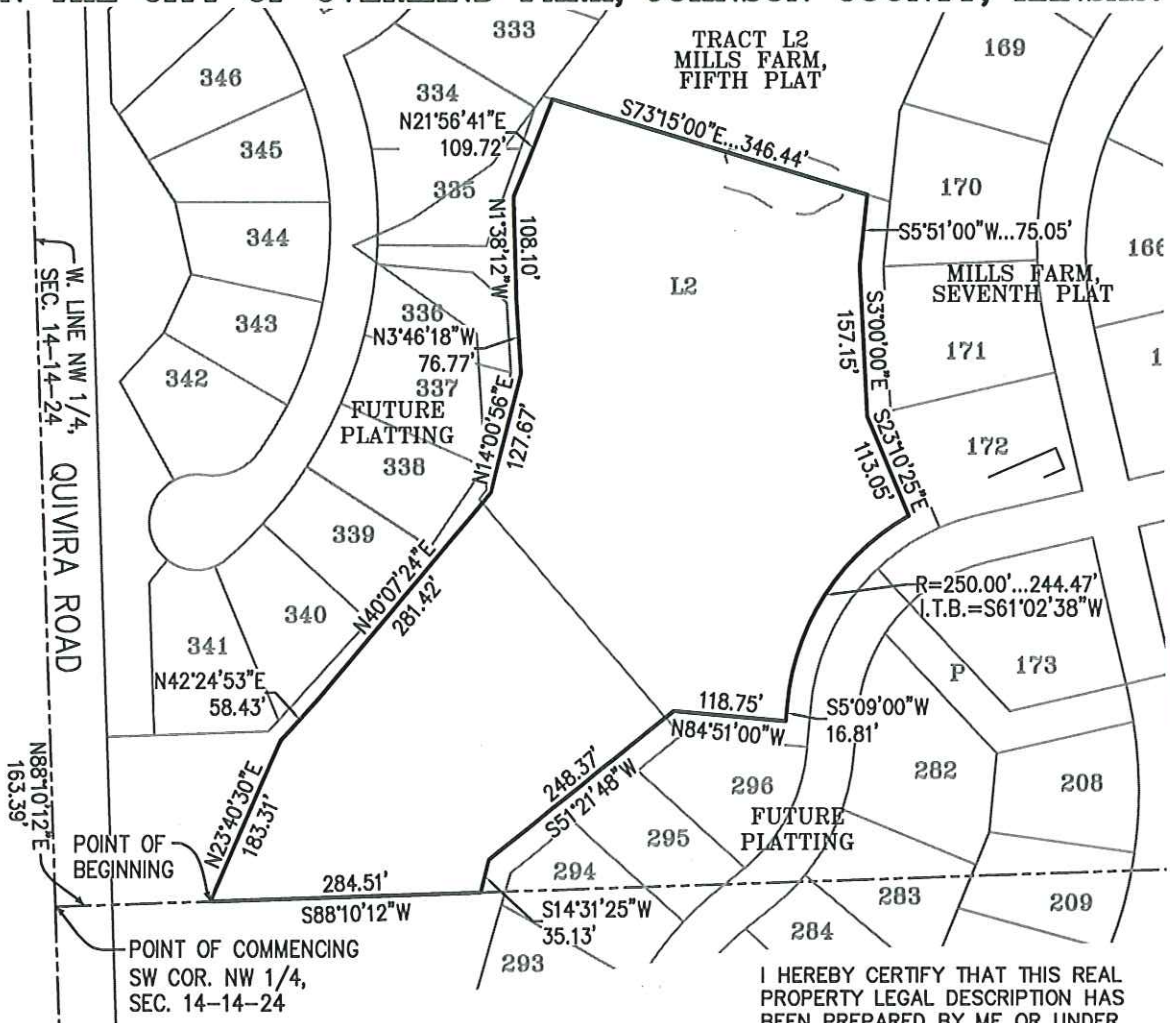 333
TRACT L2
MILLS FARM,
FIFTH PLAT
169
346
334
N21°56'41"E
109.72'
S73°15'00"E...346.44'
345
335
170
N1°38'12"W
108.10'
S5°51'00"W...75.05'
344
166
W. LINE NW 1/4,
SEC. 14-14-24
L2
MILLS FARM,
SEVENTH PLAT
343
336
N3°46'18"W
76.77'
S3°00'00"E
157.15'
171
1
342
337
FUTURE
PLATTING
N14°00'56"E
127.67'
S23°10'25"E
113.05'
172
338
QUIVIRA ROAD
339
N40°07'24"E
281.42'
R=250.00'...244.47'
I.T.B.=S61°02'38"W
340
341
P
173
N42°24'53"E
58.43'
118.75'
N84°51'00"W
S5°09'00"W
16.81'
N88°10'12"E
163.39'
N23°40'30"E
183.31'
248.37'
S51°21'48"W
296
282
208
FUTURE
PLATTING
295
POINT OF
BEGINNING
294
284.51'
S88°10'12"W
S14°31'25"W
35.13'
283
209
284
293
POINT OF COMMENCING
SW COR. NW 1/4,
SEC. 14-14-24
I HEREBY CERTIFY THAT THIS REAL
PROPERTY LEGAL DESCRIPTION HAS
BEEN PREPARED BY ME OR UNDER